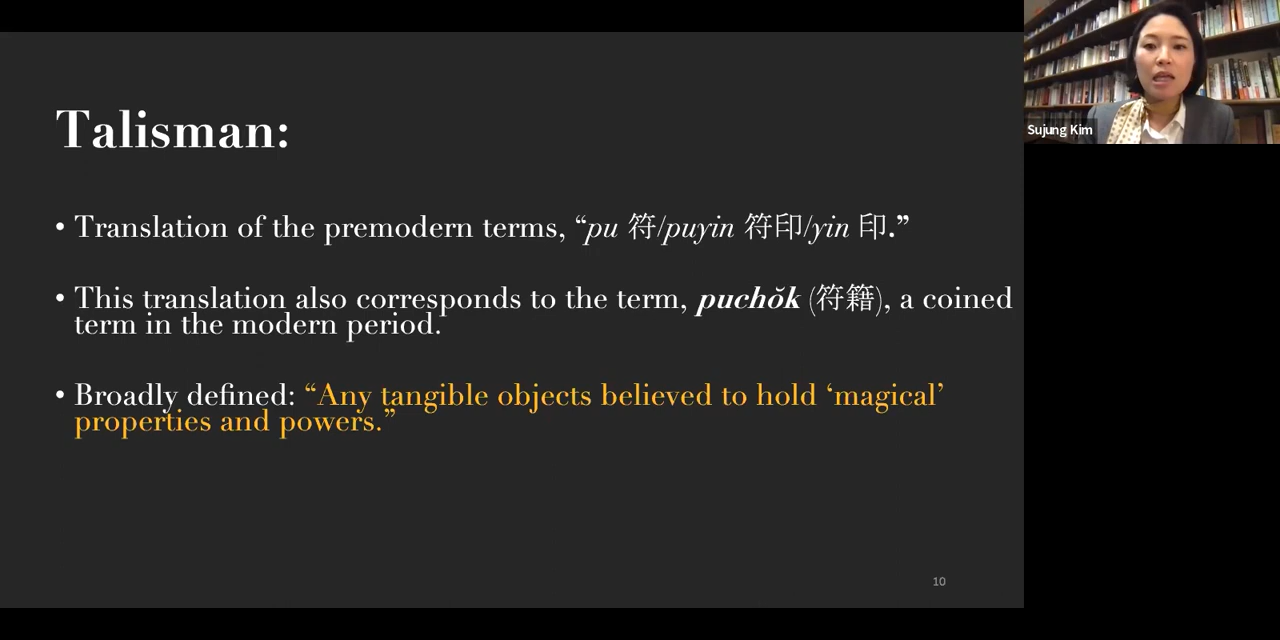 Talisman:
• Translation of the premodern terms, “pu 符/puyin 符印/yin 印.”
• This translation also corresponds to the term, puchŏk (符籍), a coined
term in the modern period.
• Broadly defined: “Any tangible objects believed to hold ‘magical’
properties and powers.”
10
Sujung Kim